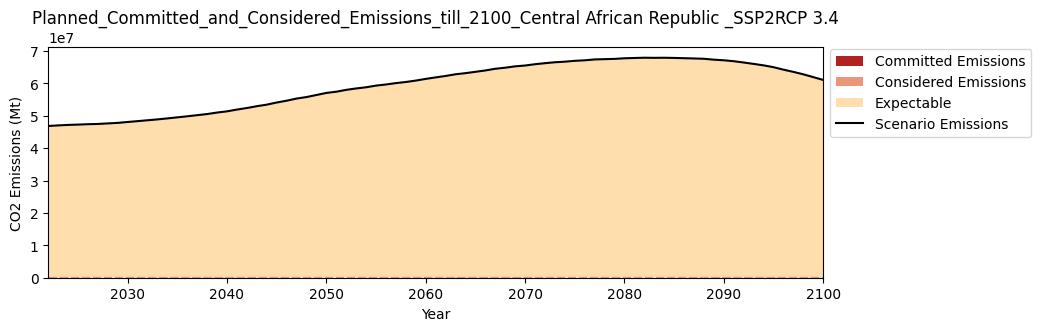 Planned_Committed_and_Considered_Emissions_till_2100_Central African Republic _SSP2RCP 3.4
1e7
7
6
5
4
3
2
1
0
CO2 Emissions (Mt)
2030 2040 2050 2060 2070 2080 2090 2100
Year
Committed Emissions
Considered Emissions
Expectable
Scenario Emissions